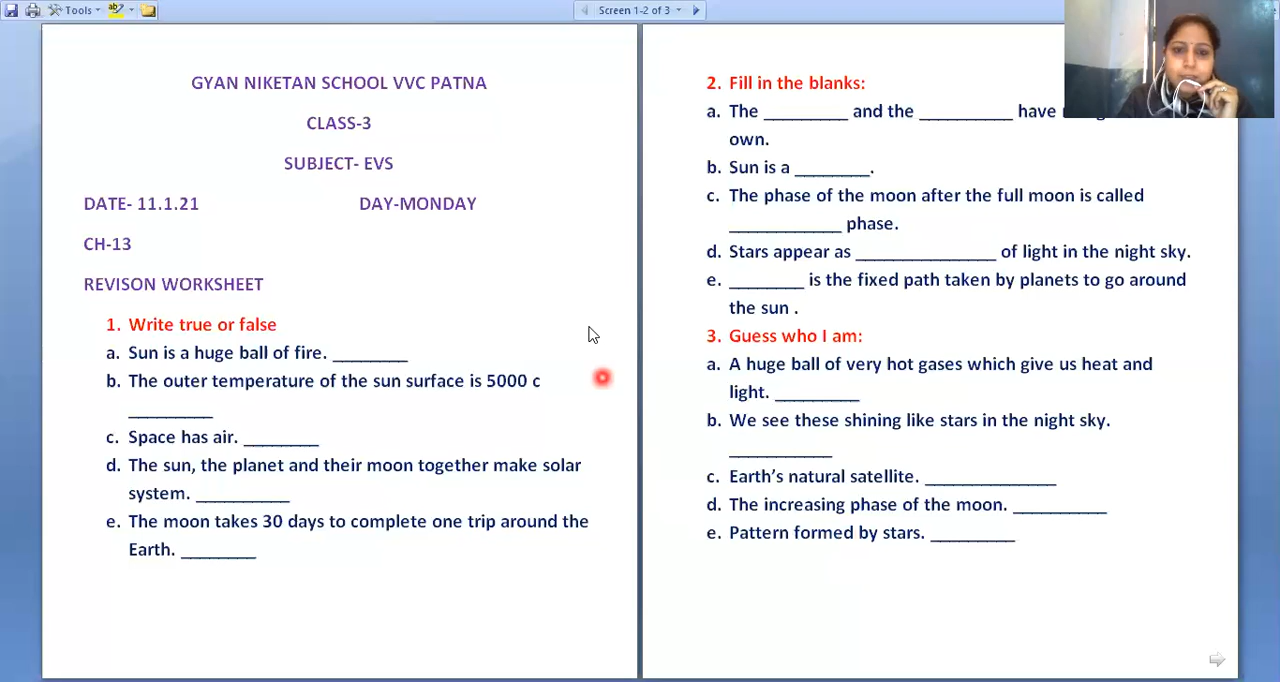 Tools
Screen 1-2 of 3
GYAN NIKETAN SCHOOL VVC PATNA
CLASS-3
SUBJECT- EVS
DATE- 11.1.21 DAY-MONDAY
CH-13
REVISON WORKSHEET
1. Write true or false
a. Sun is a huge ball of fire. ________
b. The outer temperature of the sun surface is 5000 c
_________
c. Space has air. ________
d. The sun, the planet and their moon together make solar
system. __________
e. The moon takes 30 days to complete one trip around the
Earth. ________
2. Fill in the blanks:
a. The _________ and the __________ have
own.
b. Sun is a ________.
c. The phase of the moon after the full moon is called
____________ phase.
d. Stars appear as _______________ of light in the night sky.
e. ________ is the fixed path taken by planets to go around
the sun .
3. Guess who I am:
a. A huge ball of very hot gases which give us heat and
light. _________
b. We see these shining like stars in the night sky.
___________
c. Earth's natural satellite. ______________
d. The increasing phase of the moon. __________
e. Pattern formed by stars. _________